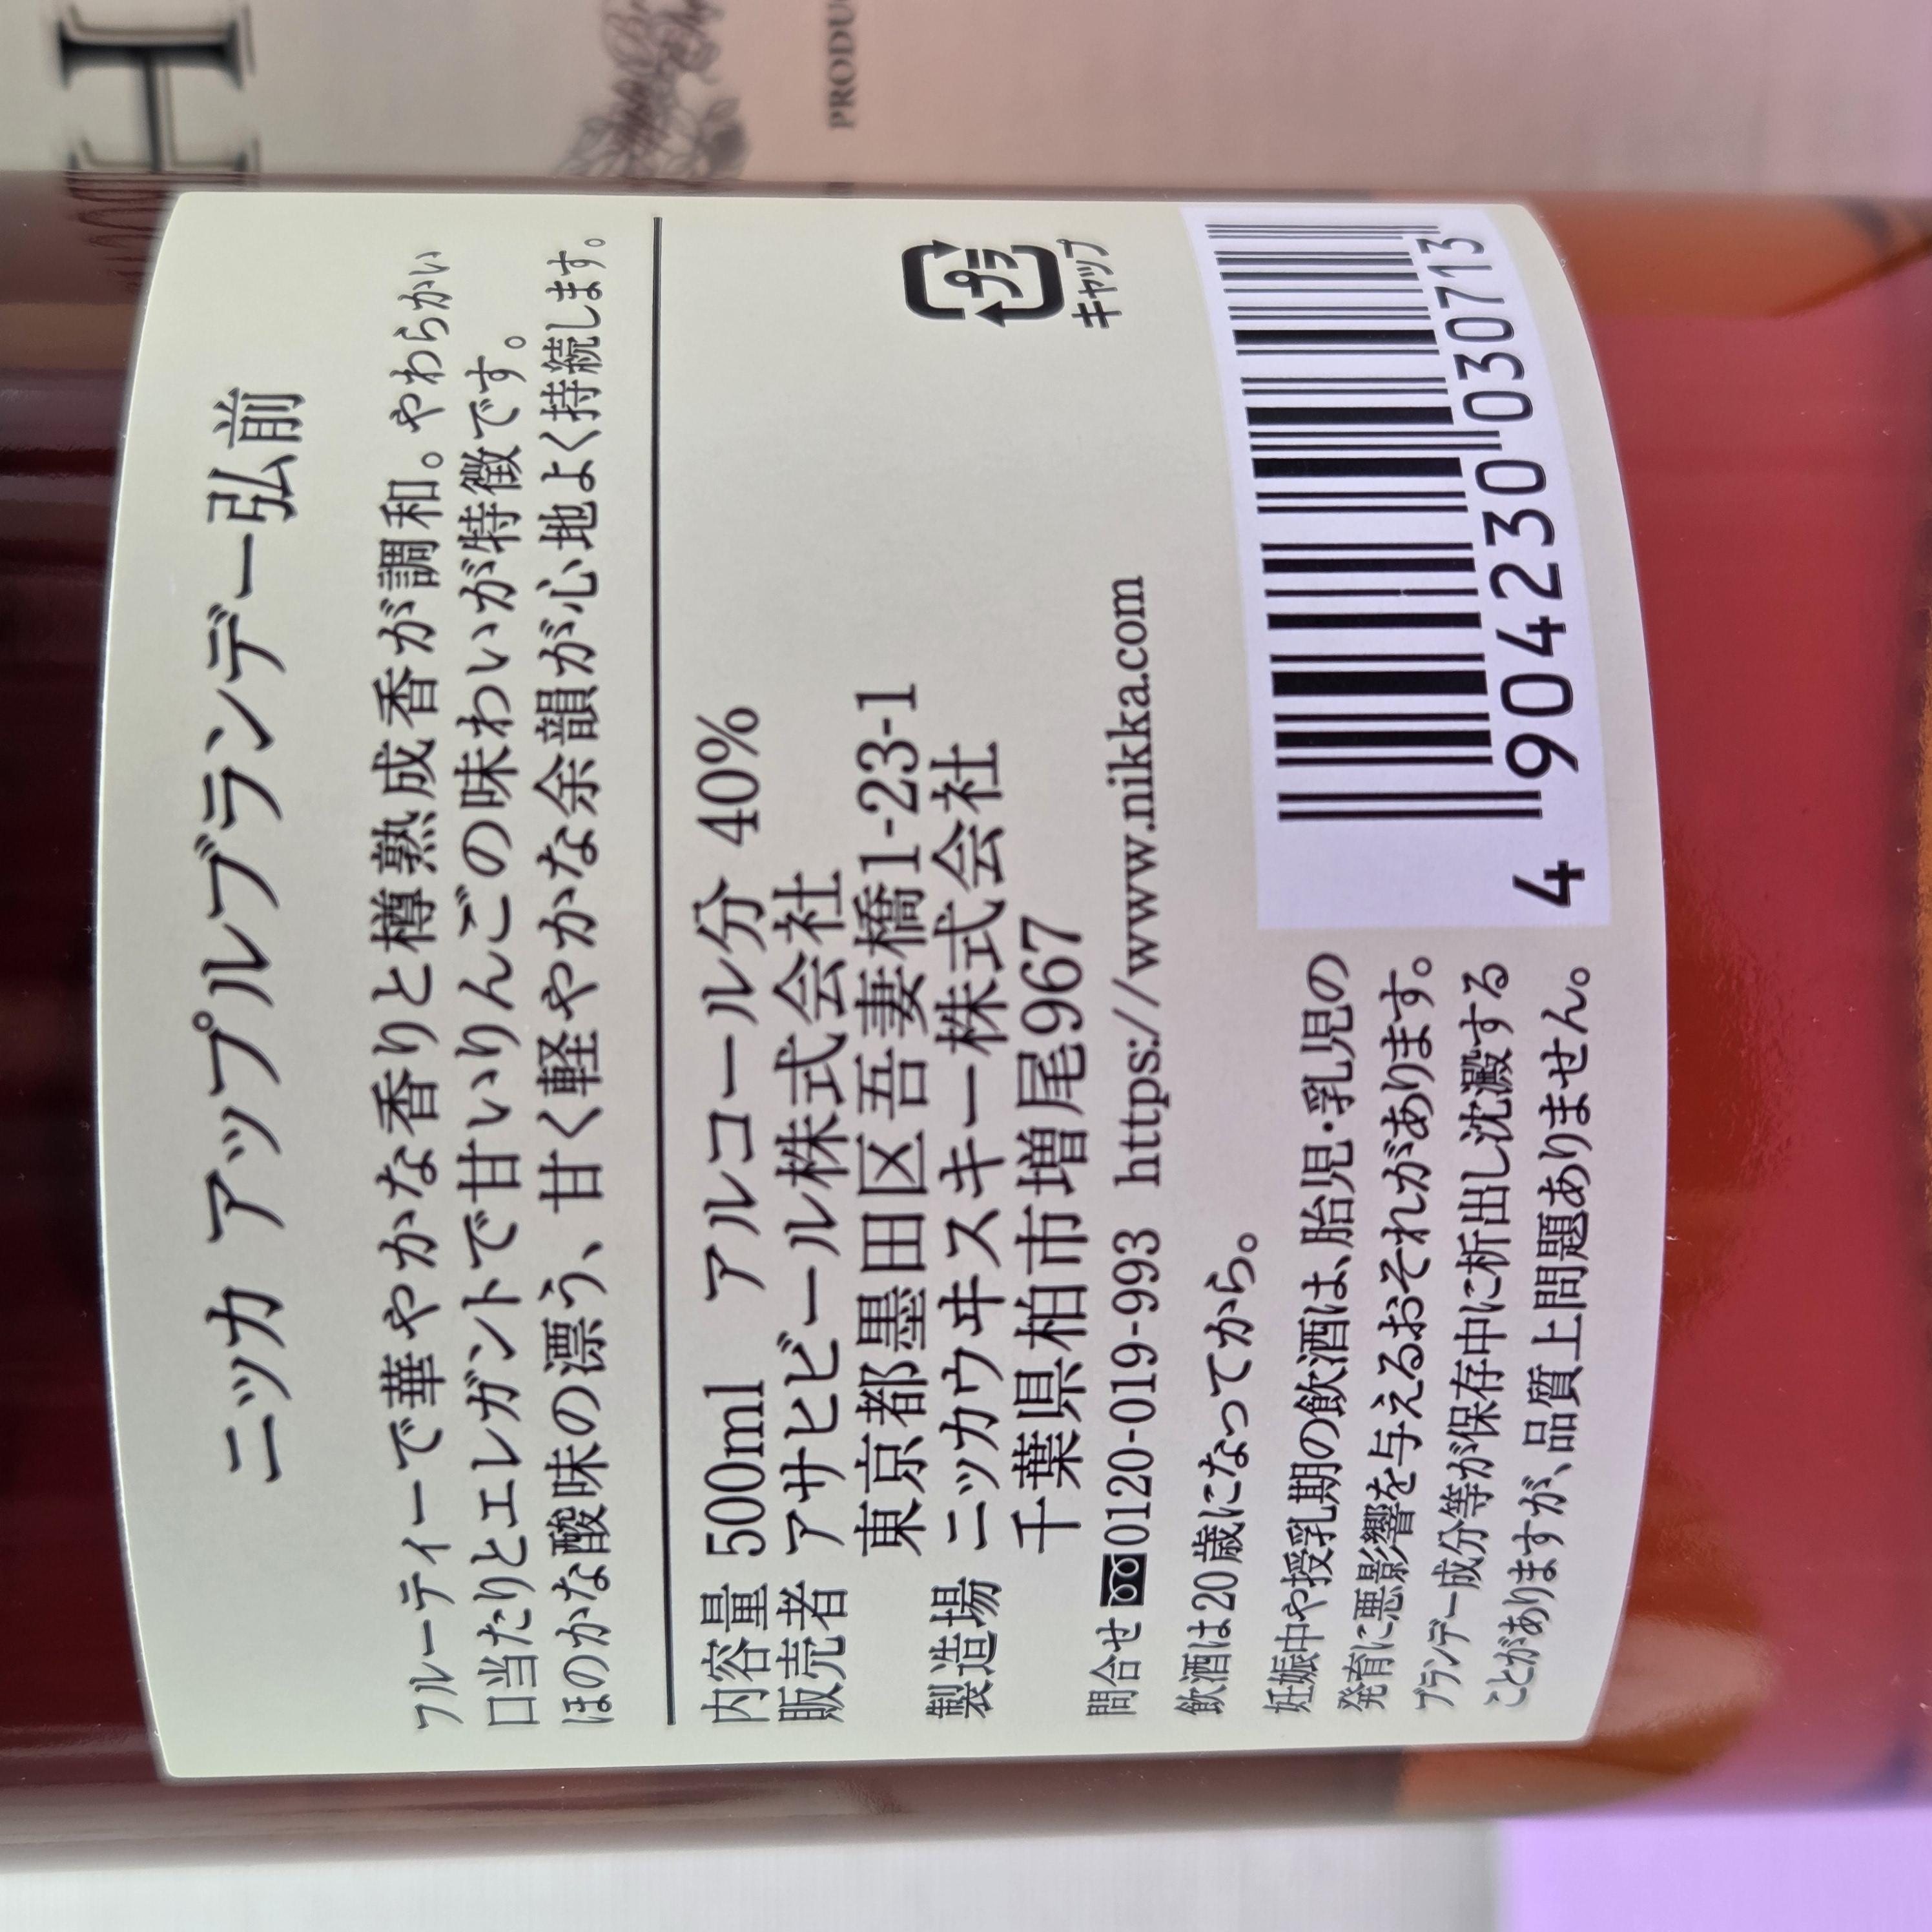 ニッカ アップルブランデー弘前
フルーティーで華やかな香りと樽熟成香が調和。やわらかい
口当たりとエレガントで甘いりんごの味わいが特徴です。
ほのかな酸味の漂う、甘く軽やかな余韻が心地よく持続します。
内容量 500ml アルコール分 40%
販売者 アサヒビール株式会社
東京都墨田区吾妻橋1-23-1
製造場 ニッカウヰスキー株式会社
千葉県柏市増尾967
問合せ 0120-019-993 https://www.nikka.com
プラ
キャップ
飲酒は20歳になってから。
妊娠中や授乳期の飲酒は、胎児・乳児の
発育に悪影響を与えるおそれがあります。
ブランデー成分等が保存中に析出し沈澱する
ことがありますが、品質上問題ありません。
4 904230 030713
H